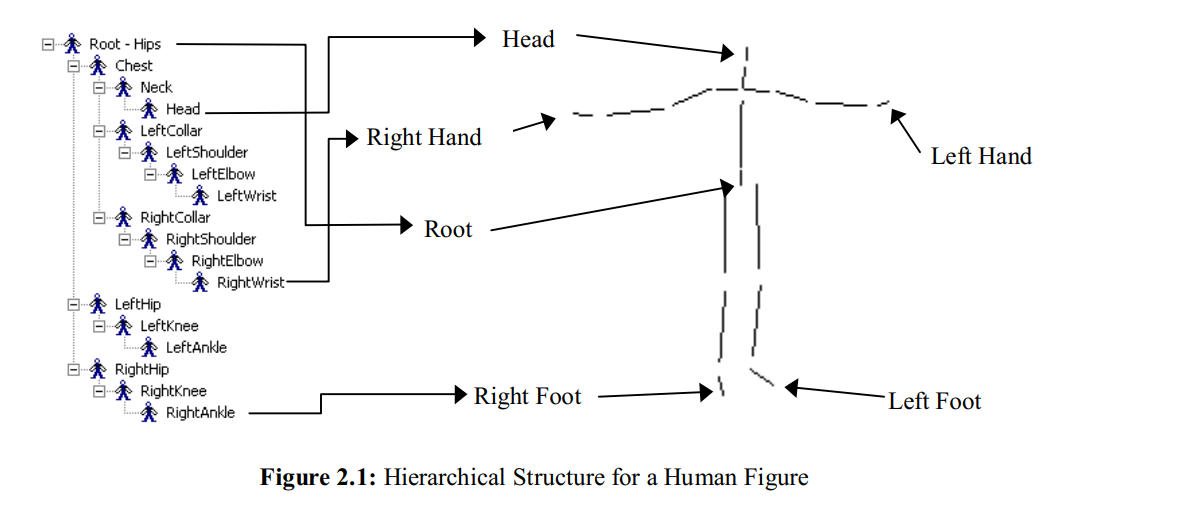 Root - Hips
Chest
Neck
Head
LeftCollar
LeftShoulder
LeftElbow
LeftWrist
RightCollar
RightShoulder
RightElbow
RightWrist
LeftHip
LeftKnee
LeftAnkle
RightHip
RightKnee
RightAnkle
Head
Right Hand
Left Hand
Root
Right Foot
Left Foot
Figure 2.1: Hierarchical Structure for a Human Figure